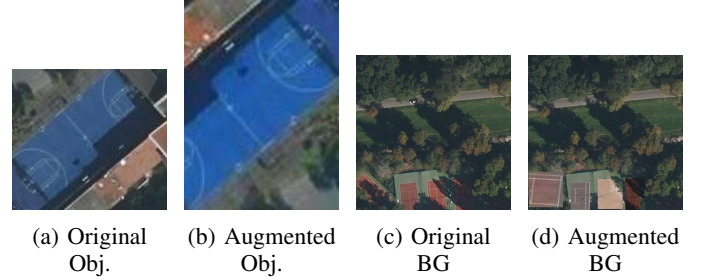 (a) Original
Obj.
(b) Augmented
Obj.
(c) Original
BG
(d) Augmented
BG